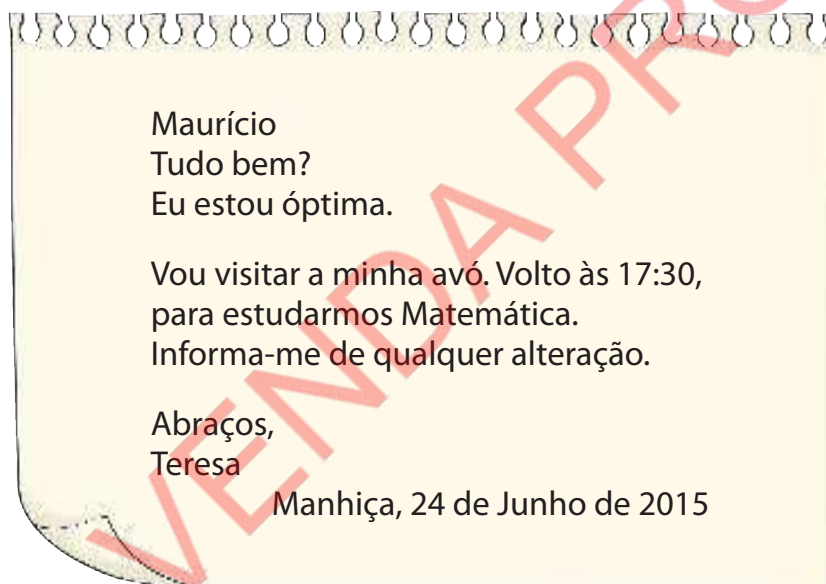 Maurício
Tudo bem?
Eu estou óptima.
Vou visitar a minha avó. Volto às 17:30,
para estudarmos Matemática.
Informa-me de qualquer alteração.
Abraços,
Teresa
Manhiça, 24 de Junho de 2015
VENDA PR